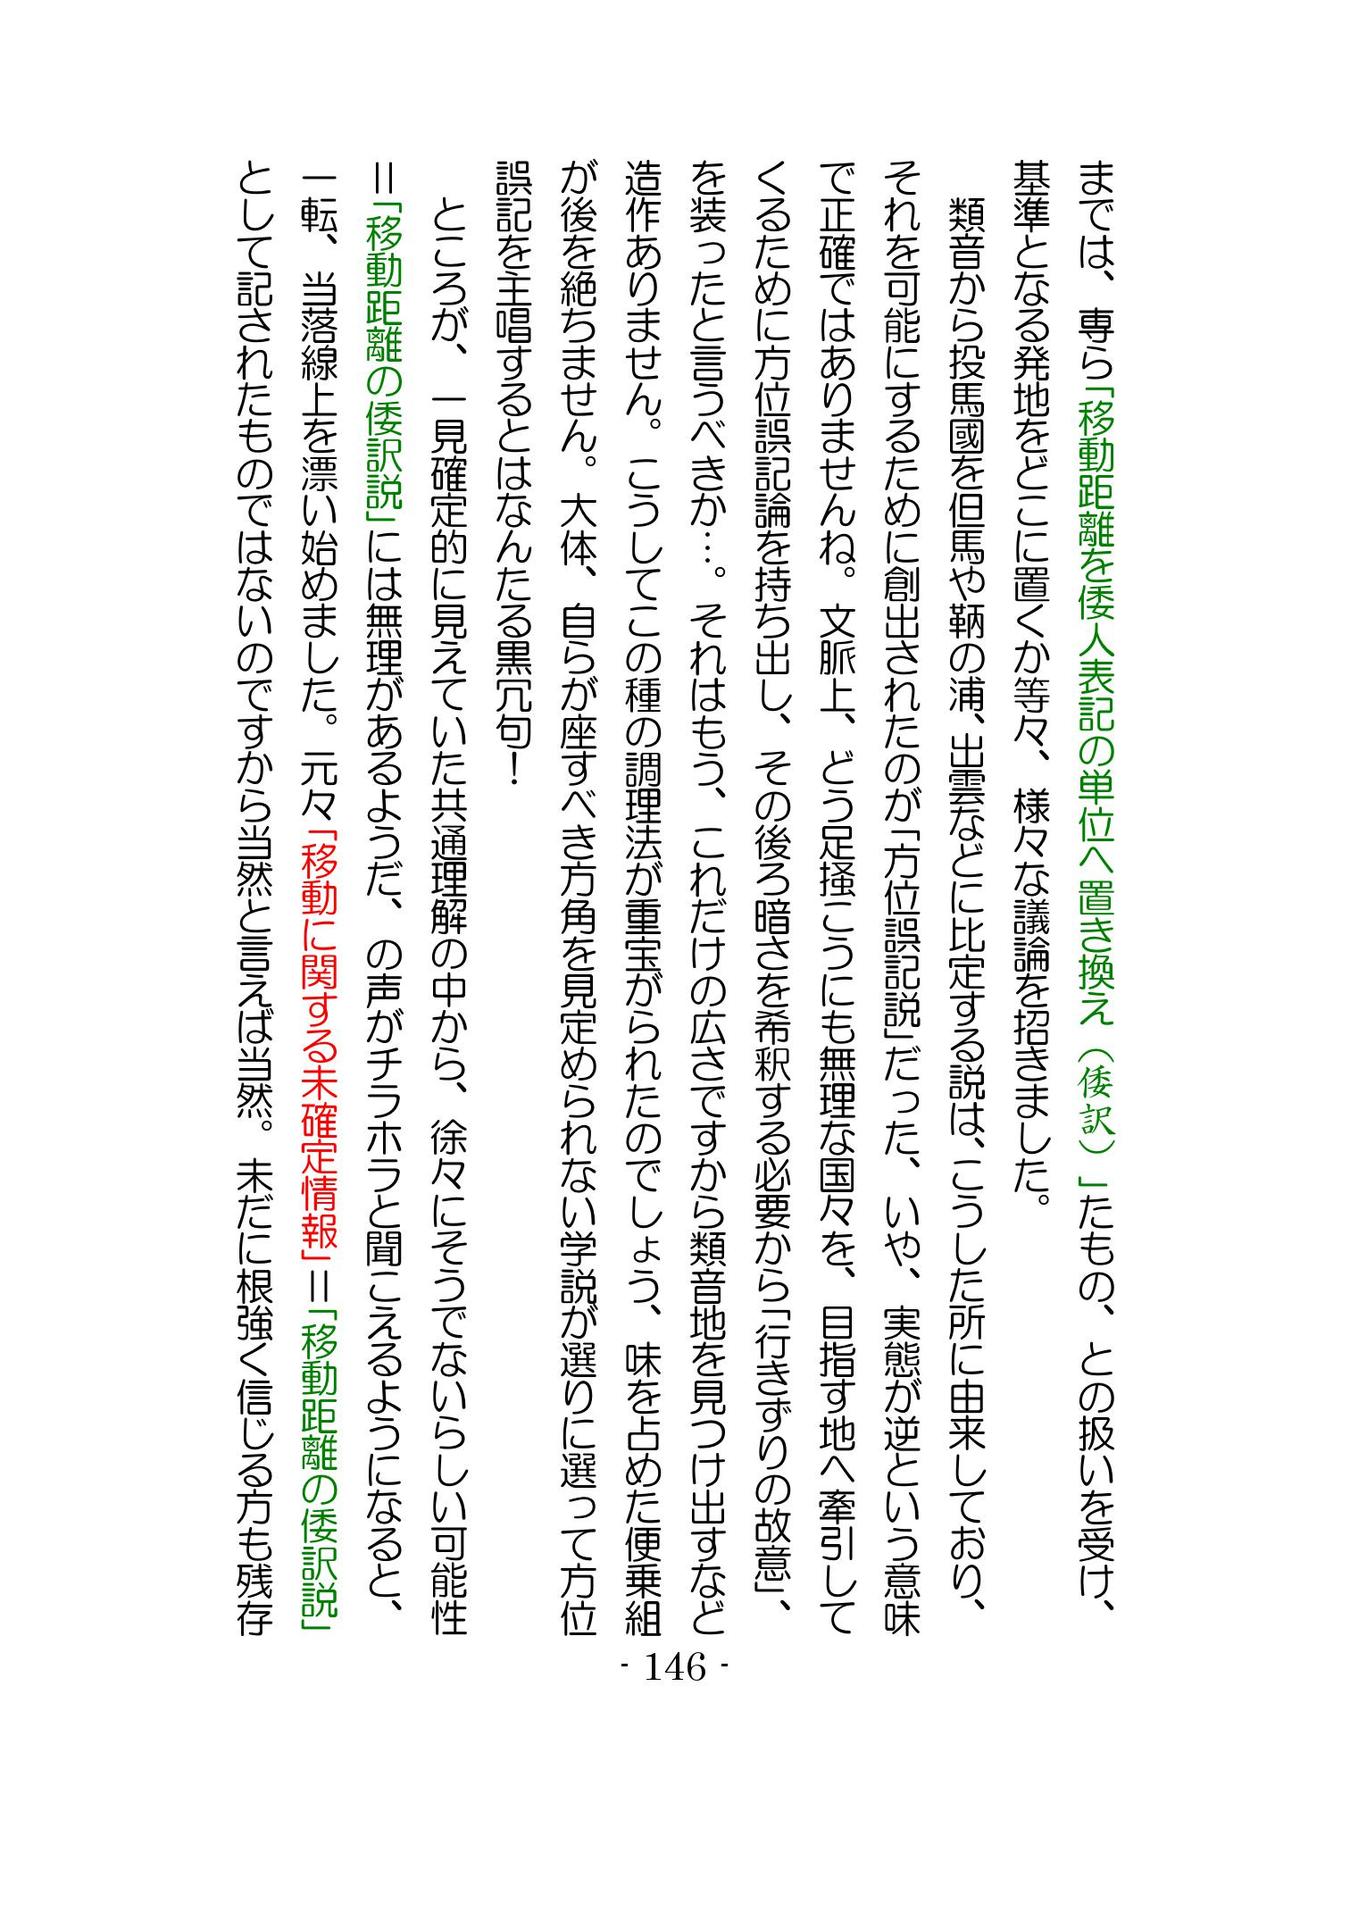 までは、専ら「移動距離を倭人表記の単位へ置き換え（倭訳）」たもの、との扱いを受け、
基準となる発地をどこに置くか等々、様々な議論を招きました。
類音から投馬國を但馬や鞆の浦、出雲などに比定する説は、こうした所に由来しており、
それを可能にするために創出されたのが「方位誤記説」だった、いや、実態が逆という意味
で正確ではありませんね。文脈上、どう足掻こうにも無理な国々を、目指す地へ牽引して
くるために方位誤記論を持ち出し、その後ろ暗さを希釈する必要から「行きずりの故意」、
を装ったと言うべきか…。それはもう、これだけの広さですから類音地を見つけ出すなど
造作ありません。こうしてこの種の調理法が重宝がられたのでしょう、味を占めた便乗組
が後を絶ちません。大体、自らが座すべき方角を見定められない学説が選りに選って方位
誤記を主唱するとはなんたる黒冗句！
ところが、一見確定的に見えていた共通理解の中から、徐々にそうでないらしい可能性
＝「移動距離の倭訳説」には無理があるようだ、の声がチラホラと聞こえるようになると、
一転、当落線上を漂い始めました。元々「移動に関する未確定情報」＝「移動距離の倭訳説」
として記されたものではないのですから当然と言えば当然。未だに根強く信じる方も残存
- 146 -